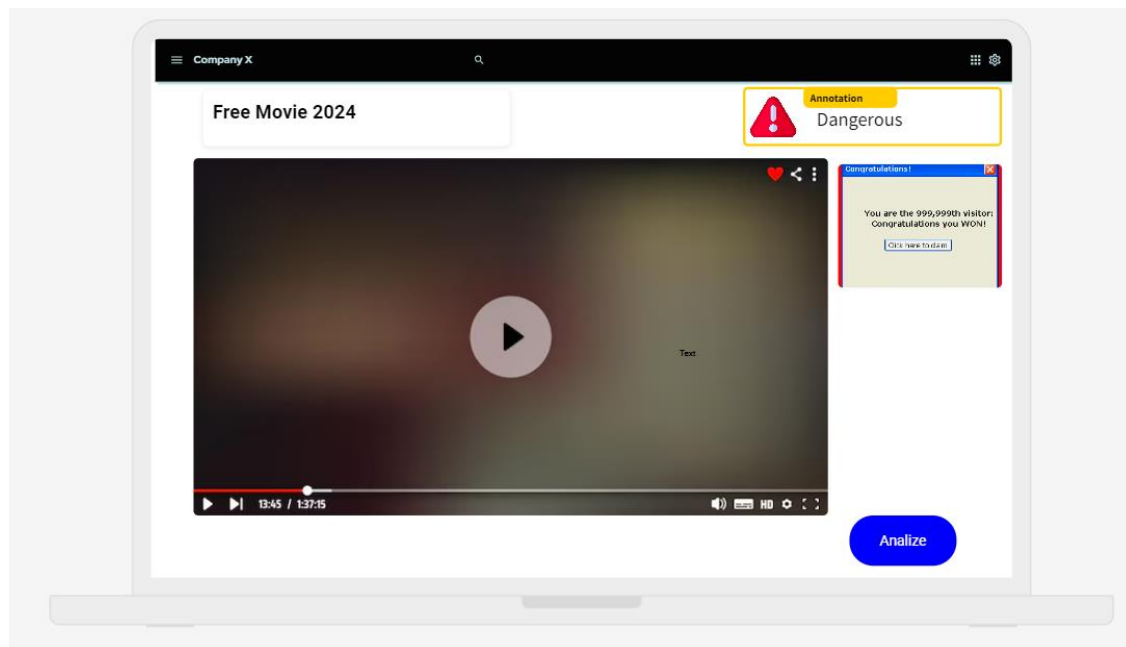 Company X
Free Movie 2024
Annotation
Dangerous
Congratulations!
You are the 999,999th visitor:
Congratulations you WON!
Click here to claim
Text
13:45 / 1:37:15
HD
Analize